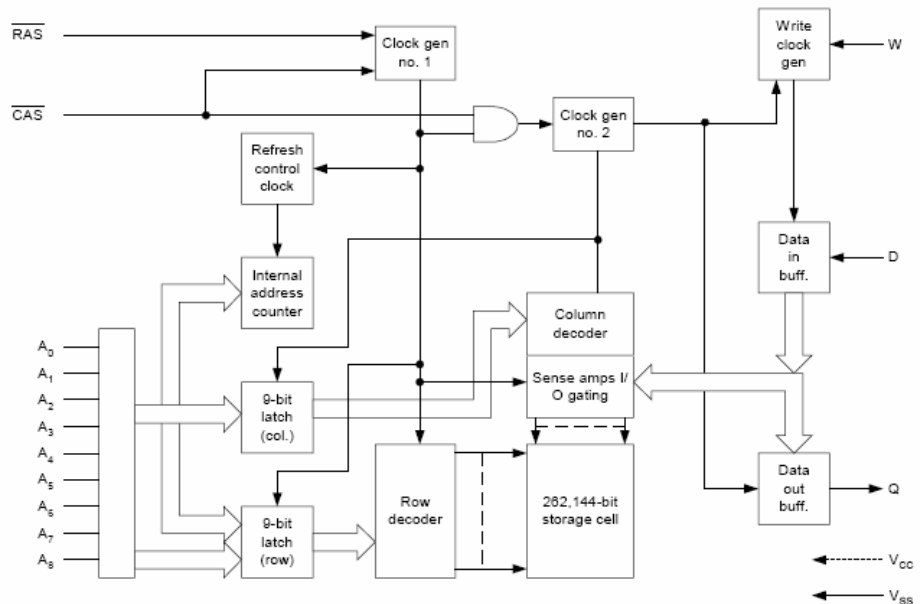 RAS
Clock gen
no. 1
Write
clock
gen
W
CAS
Clock gen
no. 2
Refresh
control
clock
Internal
address
counter
Data
in
buff.
D
Column
decoder
A0
A1
A2
A3
A4
A5
A6
A7
A8
9-bit
latch
(col.)
Sense amps I/
O gating
9-bit
latch
(row)
Row
decoder
262,144-bit
storage cell
Data
out
buff.
Q
VCC
VSS